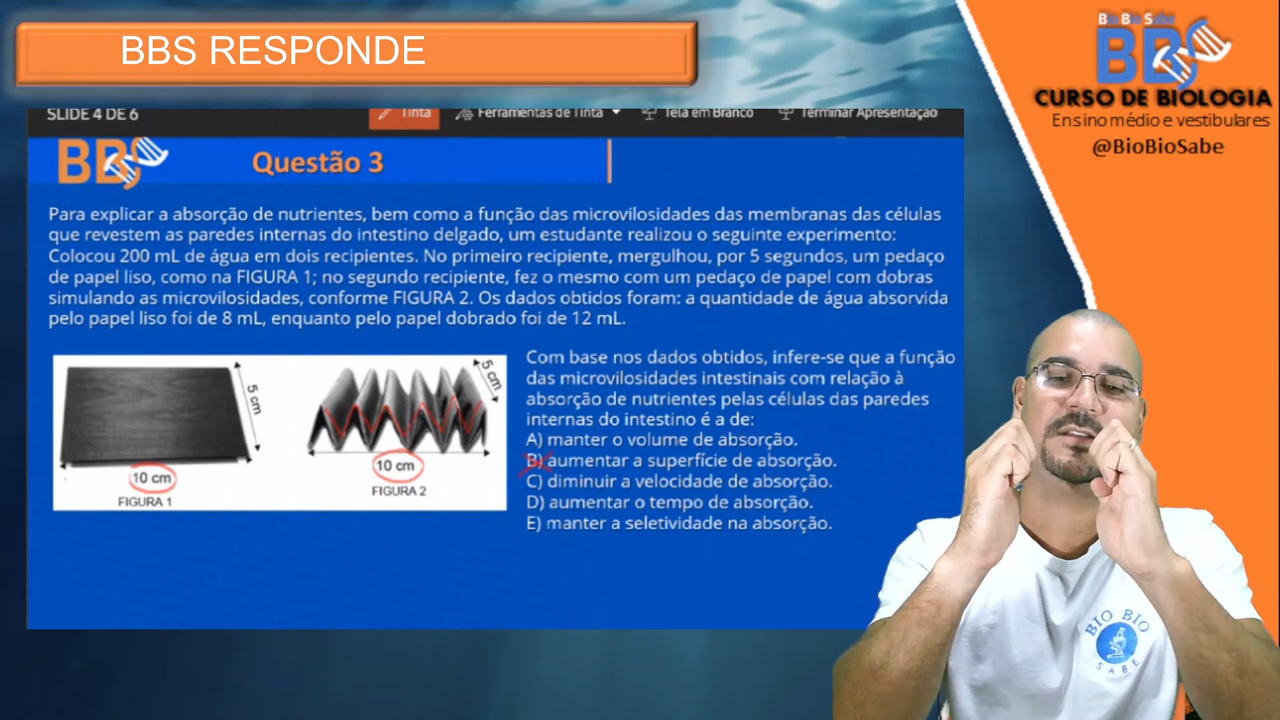 BBS RESPONDE
Bio Bio Sabe
BBS
CURSO DE BIOLOGIA
Ensino médio e vestibulares
@BioBioSabe
SLIDE 4 DE 6
Tinta
Ferramentas de Tinta
Tela em Branco
Terminar Apresentação
BBS
Questão 3
Para explicar a absorção de nutrientes, bem como a função das microvilosidades das membranas das células
que revestem as paredes internas do intestino delgado, um estudante realizou o seguinte experimento:
Colocou 200 mL de água em dois recipientes. No primeiro recipiente, mergulhou, por 5 segundos, um pedaço
de papel liso, como na FIGURA 1; no segundo recipiente, fez o mesmo com um pedaço de papel com dobras
simulando as microvilosidades, conforme FIGURA 2. Os dados obtidos foram: a quantidade de água absorvida
pelo papel liso foi de 8 mL, enquanto pelo papel dobrado foi de 12 mL.
5 cm
10 cm
FIGURA 1
5 cm
10 cm
FIGURA 2
Com base nos dados obtidos, infere-se que a função
das microvilosidades intestinais com relação à
absorção de nutrientes pelas células das paredes
internas do intestino é a de:
A) manter o volume de absorção.
B) aumentar a superfície de absorção.
C) diminuir a velocidade de absorção.
D) aumentar o tempo de absorção.
E) manter a seletividade na absorção.
BIO BIO
SABE